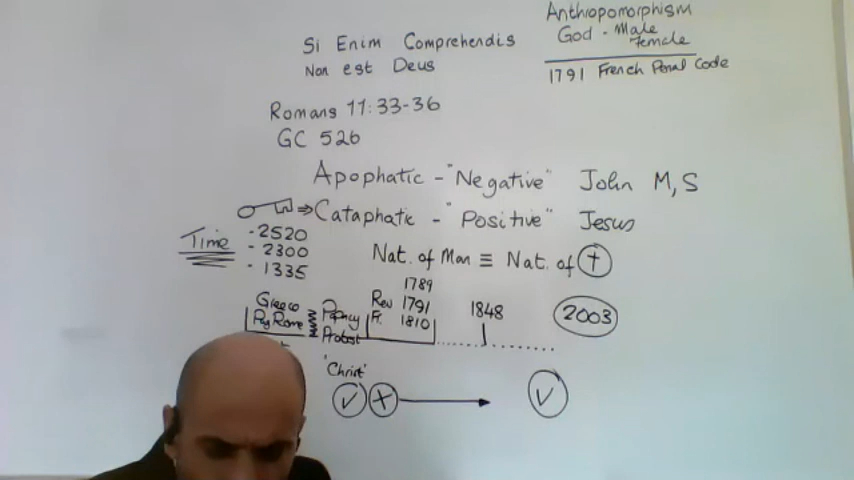 Anthropomorphism
God - Male
Female
1791 French Penal Code
Si Enim Comprehendis
Non est Deus
Romans 11:33-36
GC 526
Apophatic - "Negative" John M,S
⇒ Cataphatic - "Positive" Jesus
Time
- 2520
- 2300
- 1335
Nat. of Man ≡ Nat. of †
Greeco
Pag Rome
Papacy
Protest
Rev
Fr.
1789
1791
1810
1848
2003
'Christ'